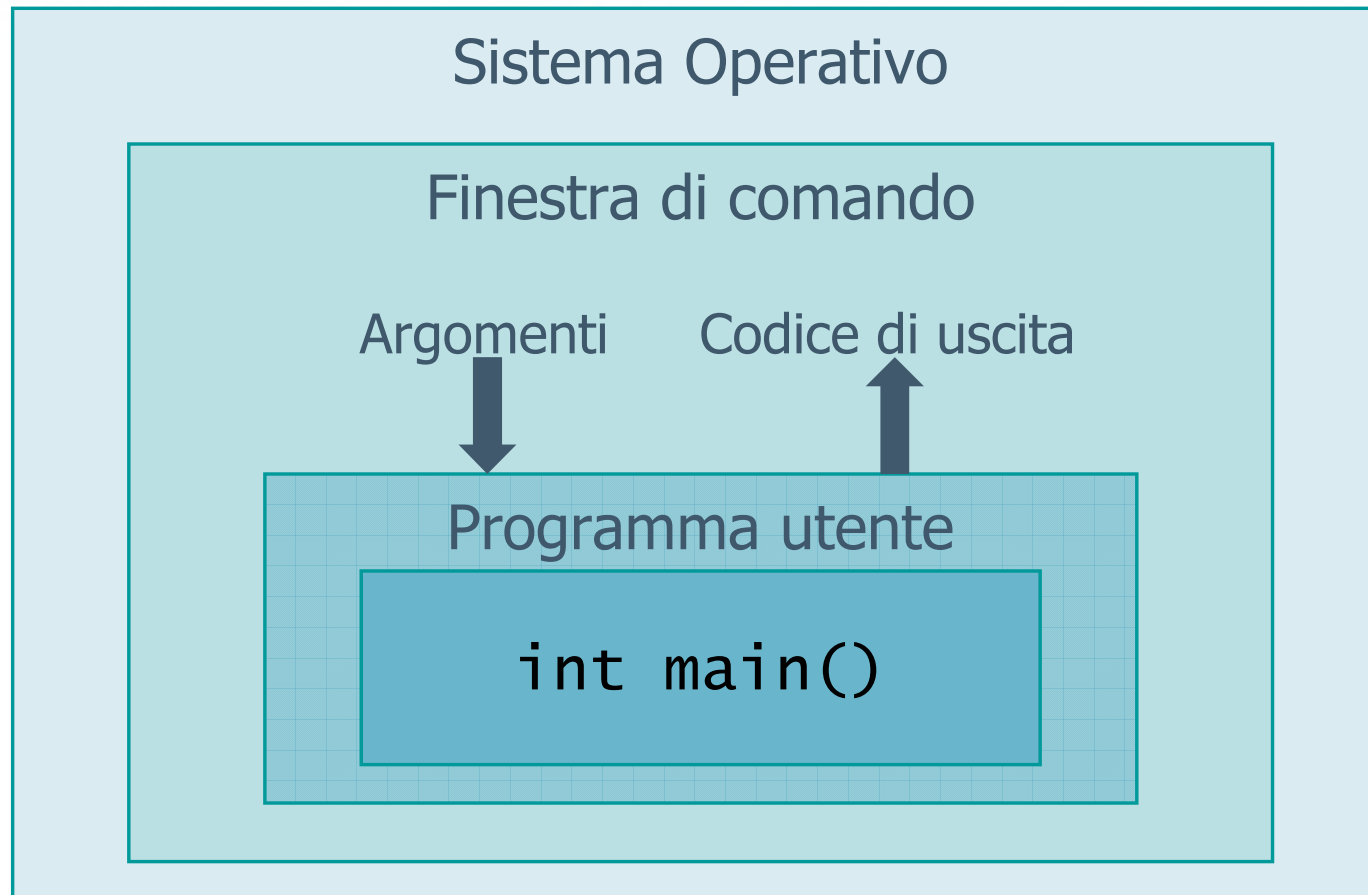 Sistema Operativo
Finestra di comando
Argomenti
Codice di uscita
Programma utente
int main()